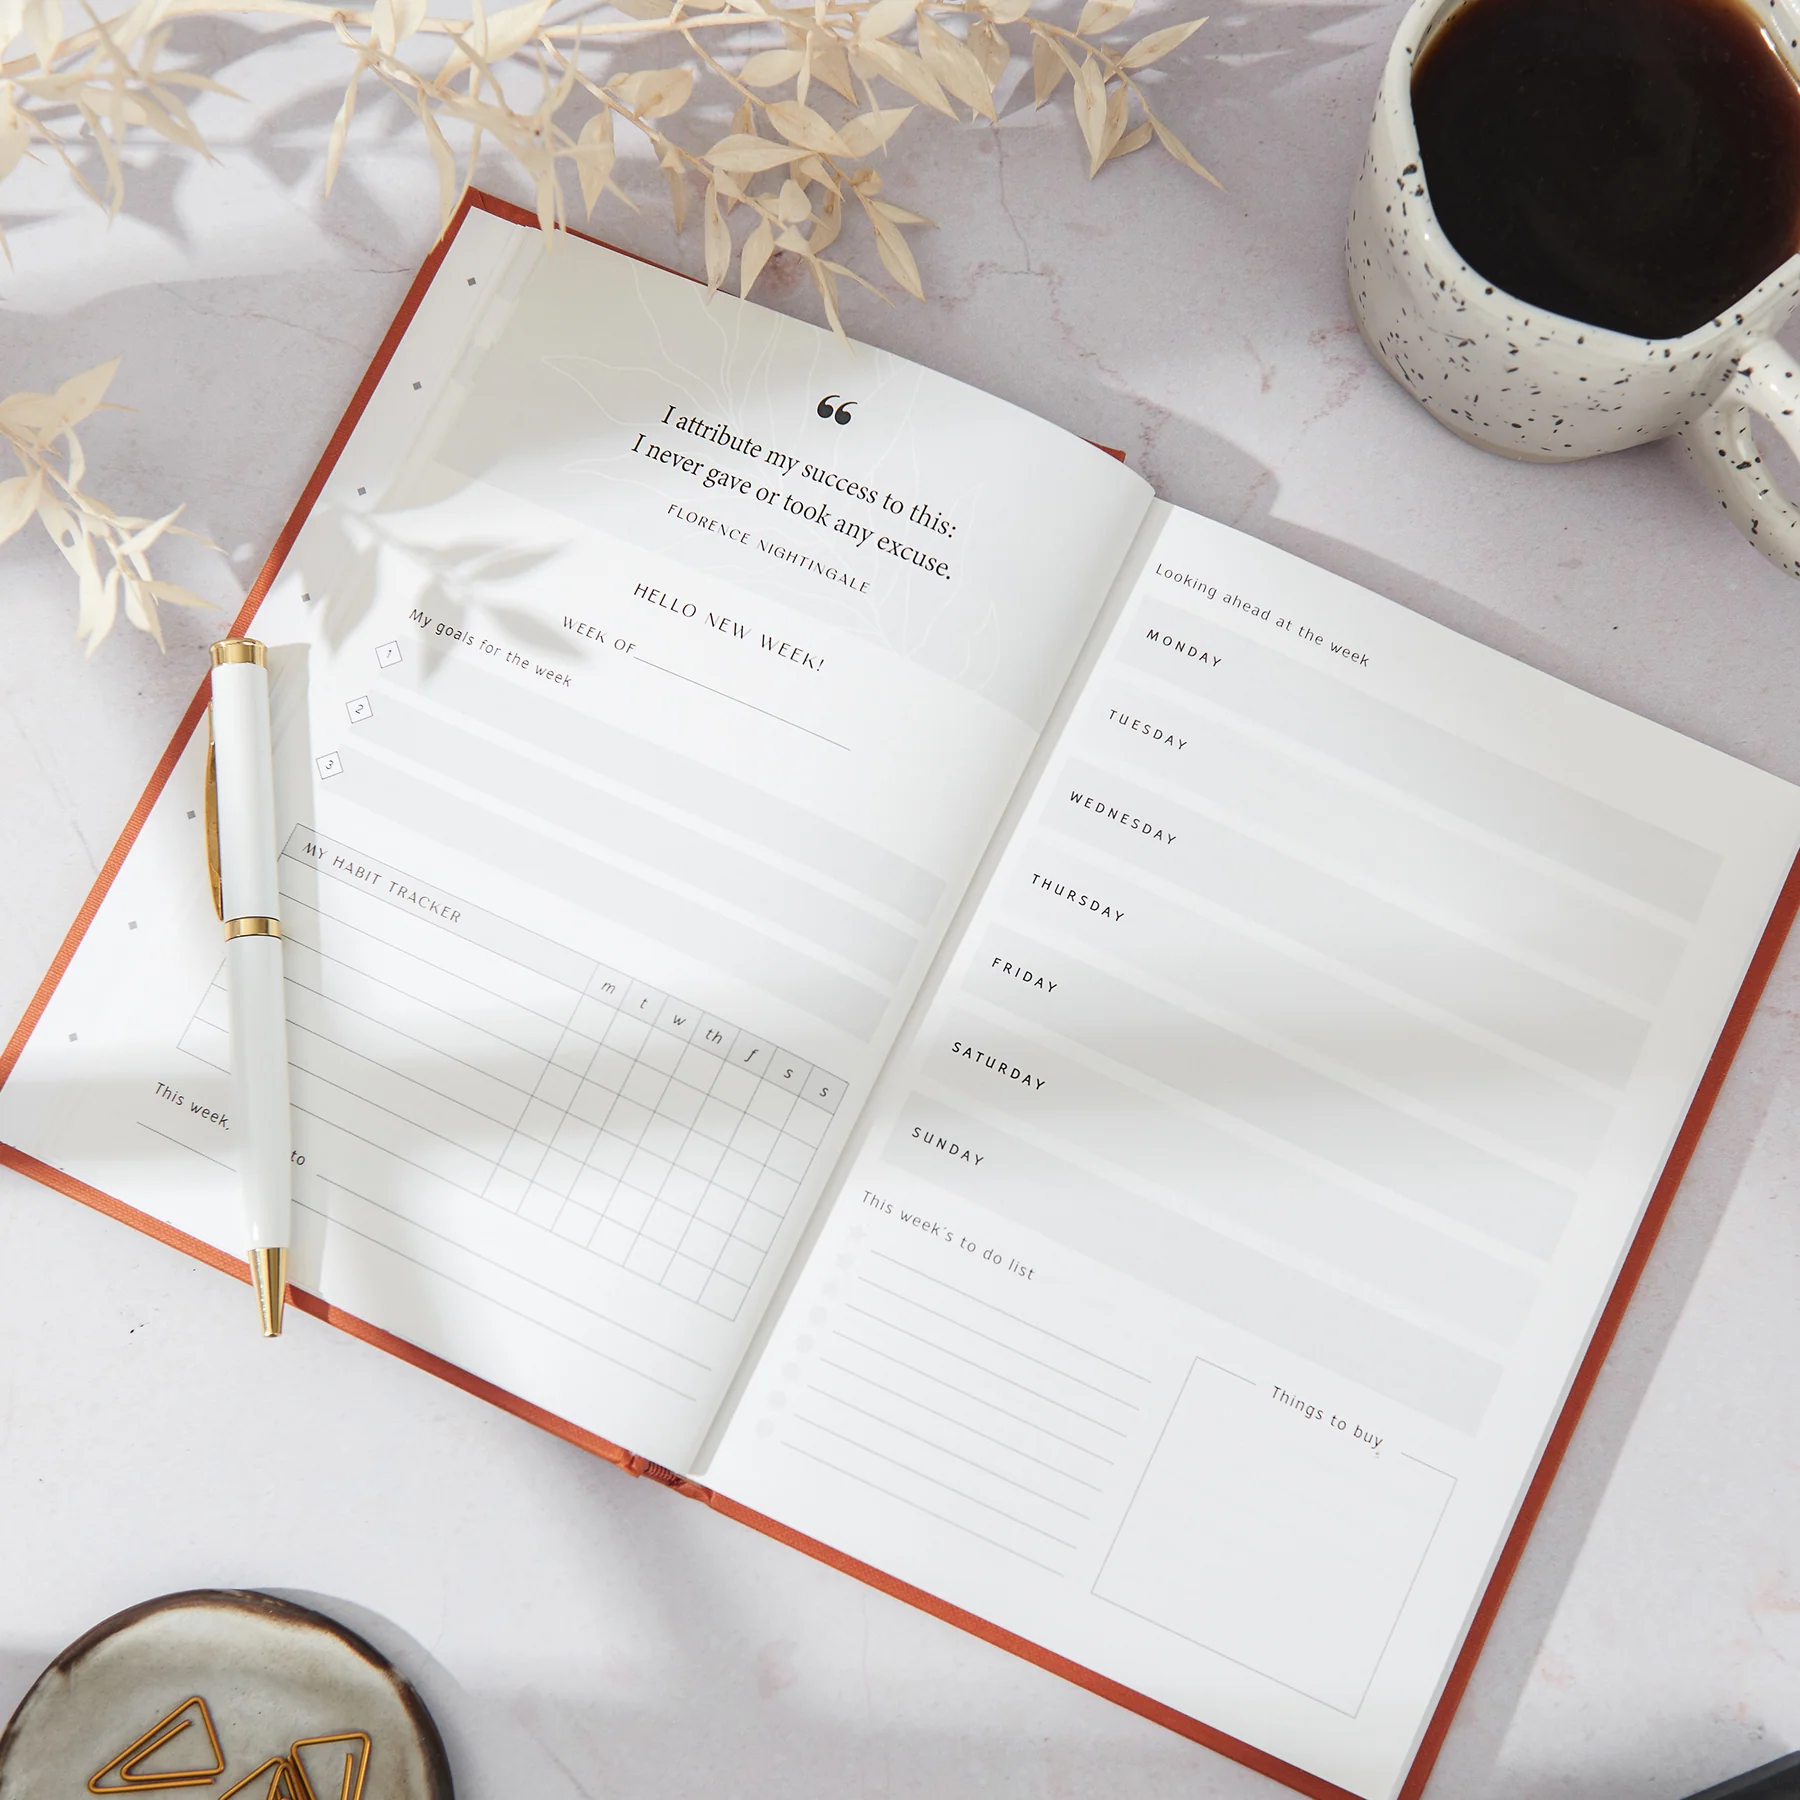 “
I attribute my success to this:
I never gave or took any excuse.
FLORENCE NIGHTINGALE
HELLO NEW WEEK!
WEEK OF
My goals for the week
1
2
3
MY HABIT TRACKER
m t w th f s s
This week,
to
Looking ahead at the week
MONDAY
TUESDAY
WEDNESDAY
THURSDAY
FRIDAY
SATURDAY
SUNDAY
This week's to do list
Things to buy